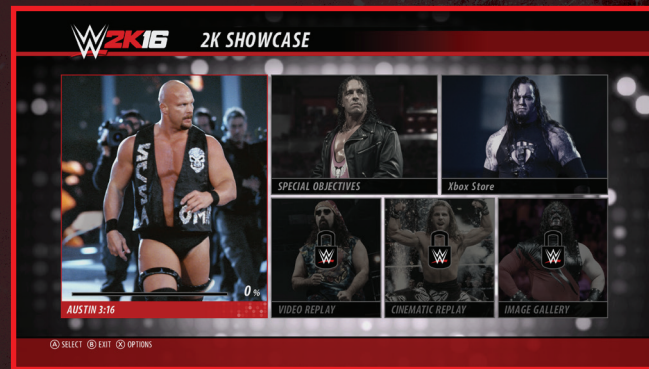 W 2K16 2K SHOWCASE
SPECIAL OBJECTIVES
Xbox Store
0 %
AUSTIN 3:16
VIDEO REPLAY
CINEMATIC REPLAY
IMAGE GALLERY
A SELECT B EXIT X OPTIONS